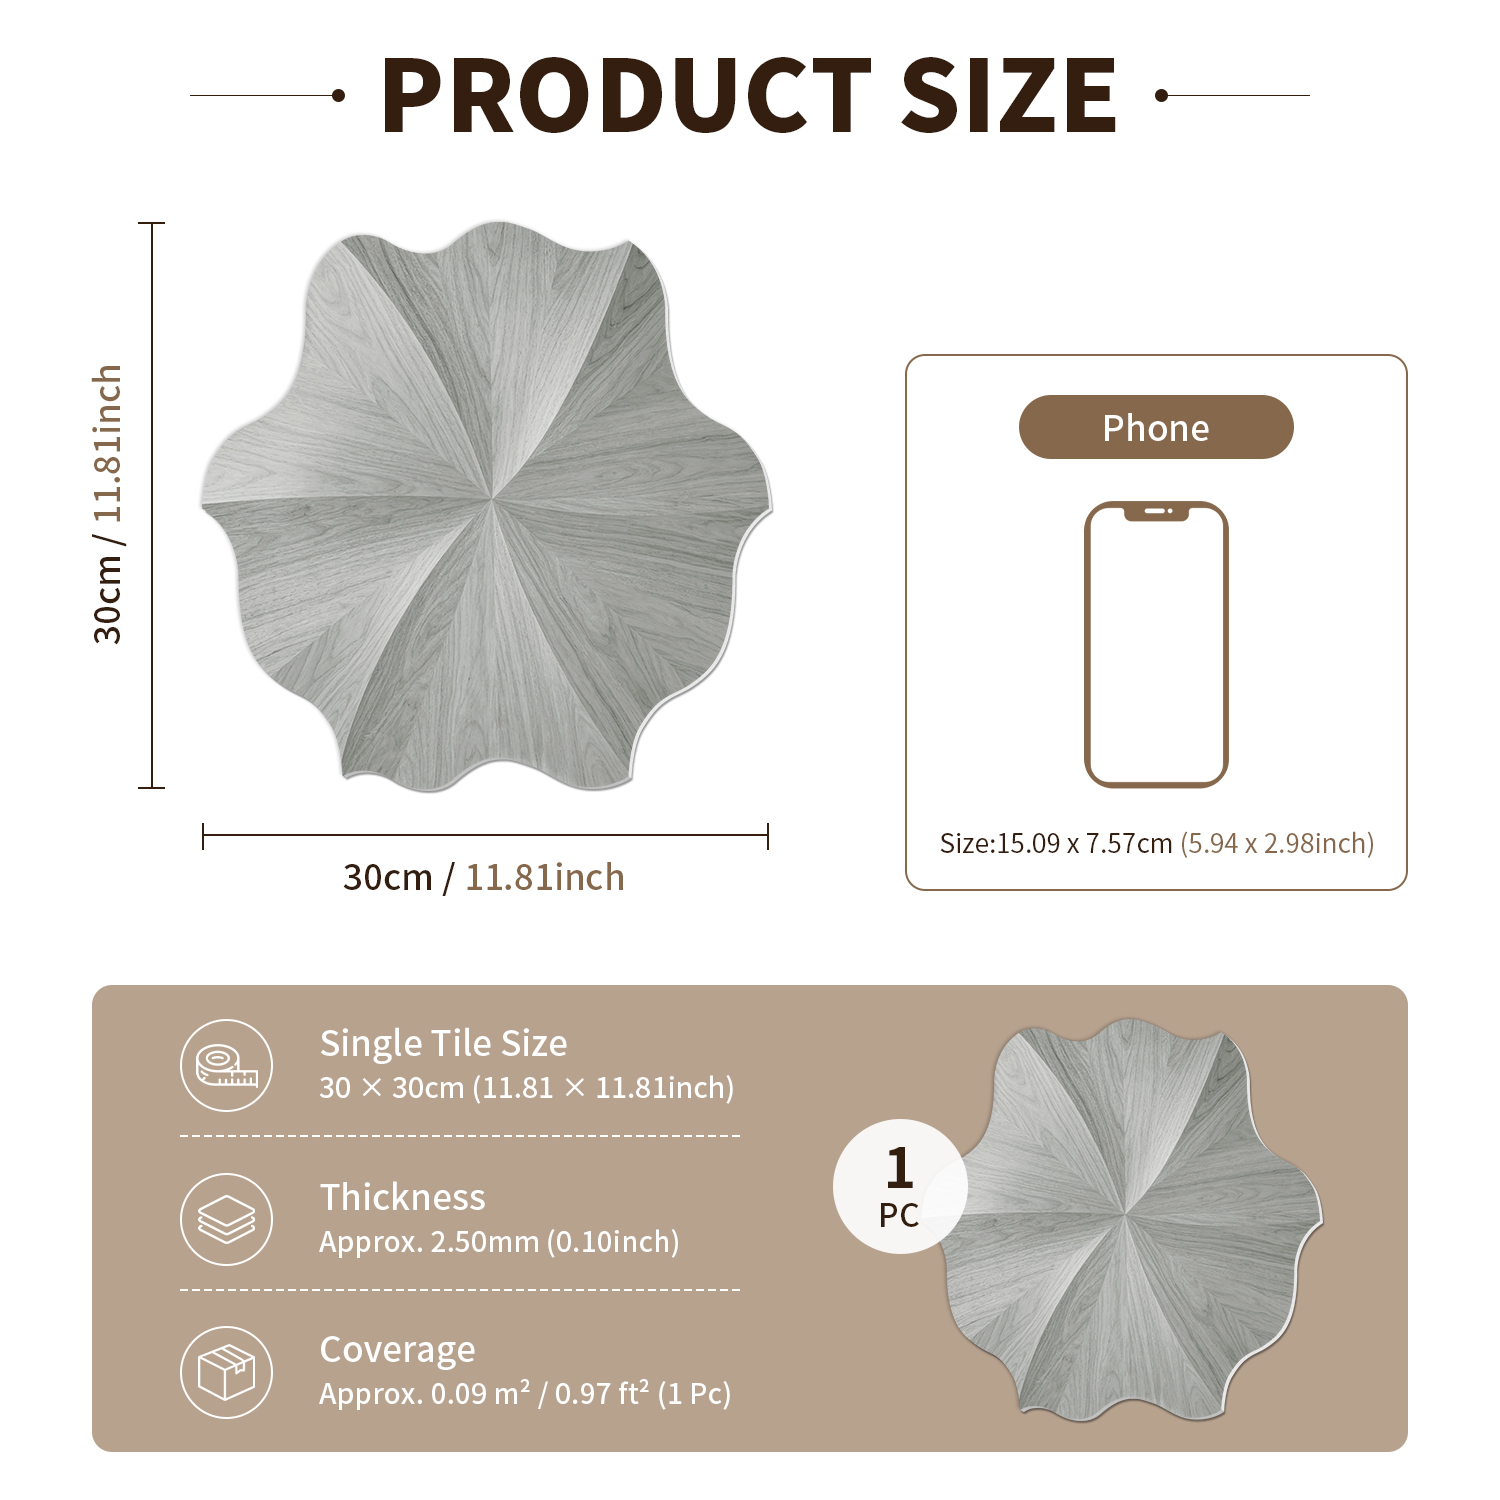 PRODUCT SIZE
30cm / 11.81inch
30cm / 11.81inch
Phone
Size:15.09 x 7.57cm (5.94 x 2.98inch)
Single Tile Size
30 × 30cm (11.81 × 11.81inch)
Thickness
Approx. 2.50mm (0.10inch)
Coverage
Approx. 0.09 m² / 0.97 ft² (1 Pc)
1
PC